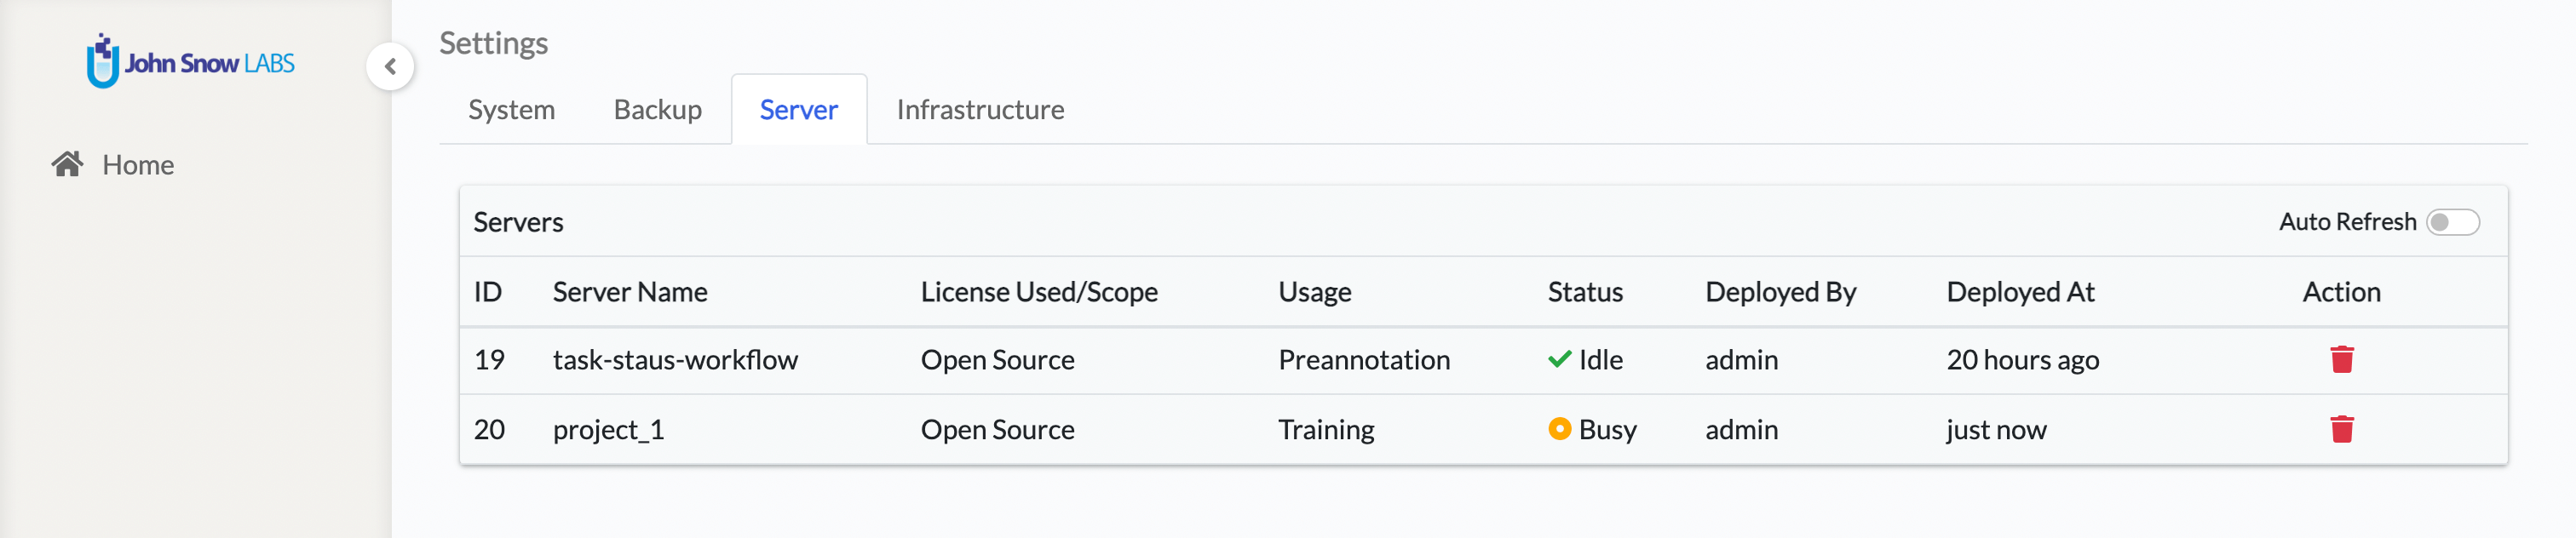 John Snow LABS
Home
Settings
System Backup Server Infrastructure
Servers Auto Refresh
ID Server Name License Used/Scope Usage Status Deployed By Deployed At Action
19 task-staus-workflow Open Source Preannotation Idle admin 20 hours ago
20 project_1 Open Source Training Busy admin just now